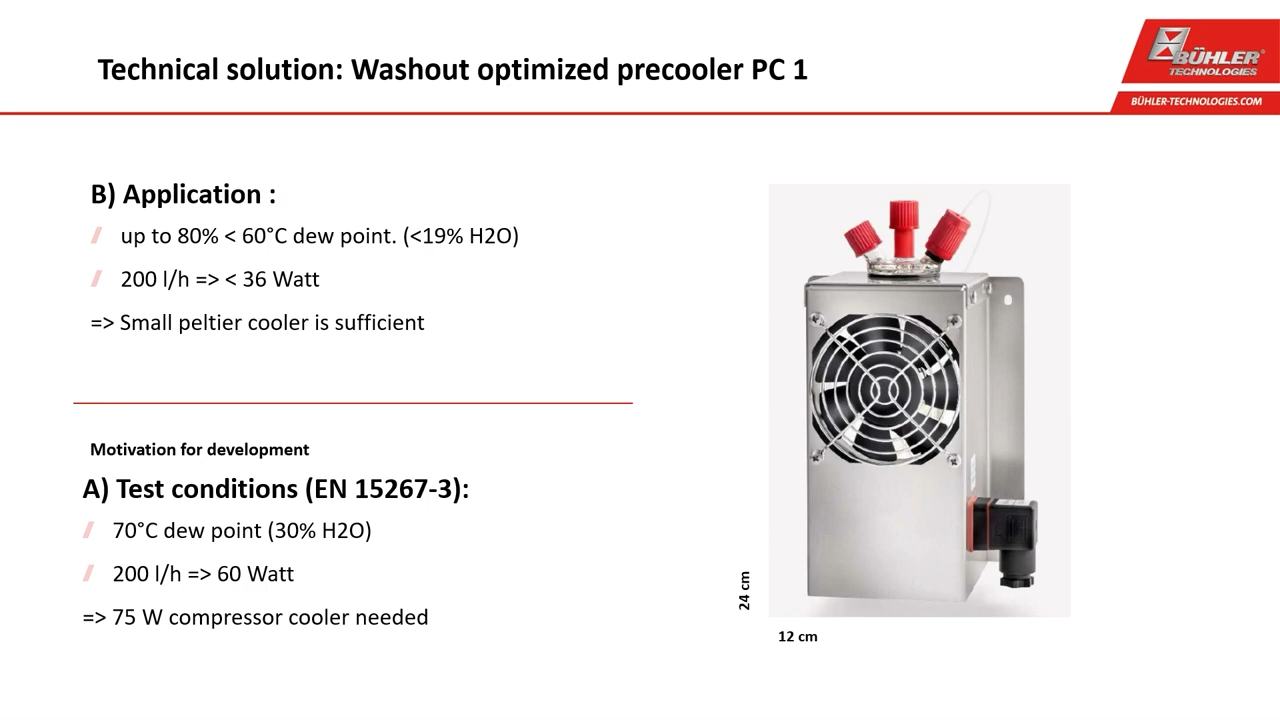 Technical solution: Washout optimized precooler PC 1
BÜHLER®
TECHNOLOGIES
BÜHLER-TECHNOLOGIES.COM
B) Application :
up to 80% < 60°C dew point. (<19% H2O)
200 l/h => < 36 Watt
=> Small peltier cooler is sufficient
Motivation for development
A) Test conditions (EN 15267-3):
70°C dew point (30% H2O)
200 l/h => 60 Watt
=> 75 W compressor cooler needed
24 cm
12 cm